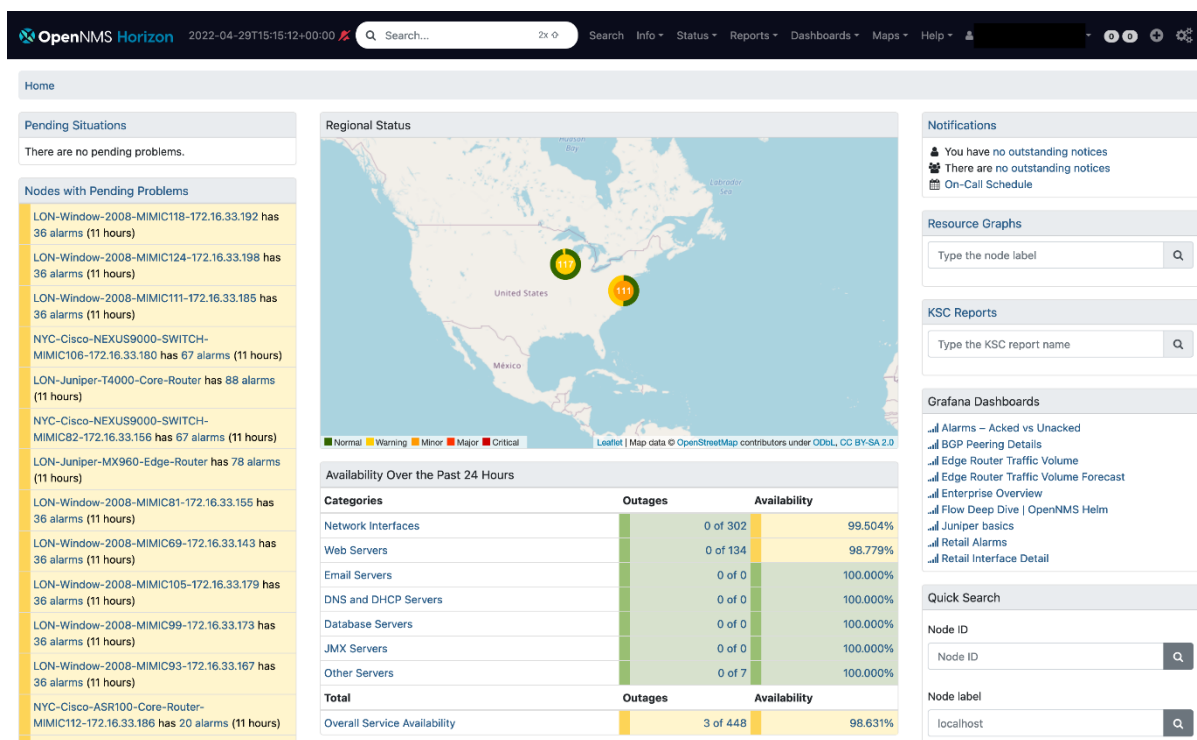 OpenNMS Horizon 2022-04-29T15:15:12+00:00 Search... 2x Search Info Status Reports Dashboards Maps Help 0 0
Home
Pending Situations
There are no pending problems.
Nodes with Pending Problems
LON-Window-2008-MIMIC118-172.16.33.192 has
36 alarms (11 hours)
LON-Window-2008-MIMIC124-172.16.33.198 has
36 alarms (11 hours)
LON-Window-2008-MIMIC111-172.16.33.185 has
36 alarms (11 hours)
NYC-Cisco-NEXUS9000-SWITCH-
MIMIC106-172.16.33.180 has 67 alarms (11 hours)
LON-Juniper-T4000-Core-Router has 88 alarms
(11 hours)
NYC-Cisco-NEXUS9000-SWITCH-
MIMIC82-172.16.33.156 has 67 alarms (11 hours)
LON-Juniper-MX960-Edge-Router has 78 alarms
(11 hours)
LON-Window-2008-MIMIC81-172.16.33.155 has
36 alarms (11 hours)
LON-Window-2008-MIMIC69-172.16.33.143 has
36 alarms (11 hours)
LON-Window-2008-MIMIC105-172.16.33.179 has
36 alarms (11 hours)
LON-Window-2008-MIMIC99-172.16.33.173 has
36 alarms (11 hours)
LON-Window-2008-MIMIC93-172.16.33.167 has
36 alarms (11 hours)
NYC-Cisco-ASR100-Core-Router-
MIMIC112-172.16.33.186 has 20 alarms (11 hours)
Regional Status
Hudson
Bay
Labrador
Sea
117
United States
111
México
Normal Warning Minor Major Critical
Leaflet | Map data © OpenStreetMap contributors under ODbL, CC BY-SA 2.0
Availability Over the Past 24 Hours
Categories Outages Availability
Network Interfaces 0 of 302 99.504%
Web Servers 0 of 134 98.779%
Email Servers 0 of 0 100.000%
DNS and DHCP Servers 0 of 0 100.000%
Database Servers 0 of 0 100.000%
JMX Servers 0 of 0 100.000%
Other Servers 0 of 7 100.000%
Total Outages Availability
Overall Service Availability 3 of 448 98.631%
Notifications
You have no outstanding notices
There are no outstanding notices
On-Call Schedule
Resource Graphs
Type the node label
KSC Reports
Type the KSC report name
Grafana Dashboards
Alarms – Acked vs Unacked
BGP Peering Details
Edge Router Traffic Volume
Edge Router Traffic Volume Forecast
Enterprise Overview
Flow Deep Dive | OpenNMS Helm
Juniper basics
Retail Alarms
Retail Interface Detail
Quick Search
Node ID
Node ID
Node label
localhost